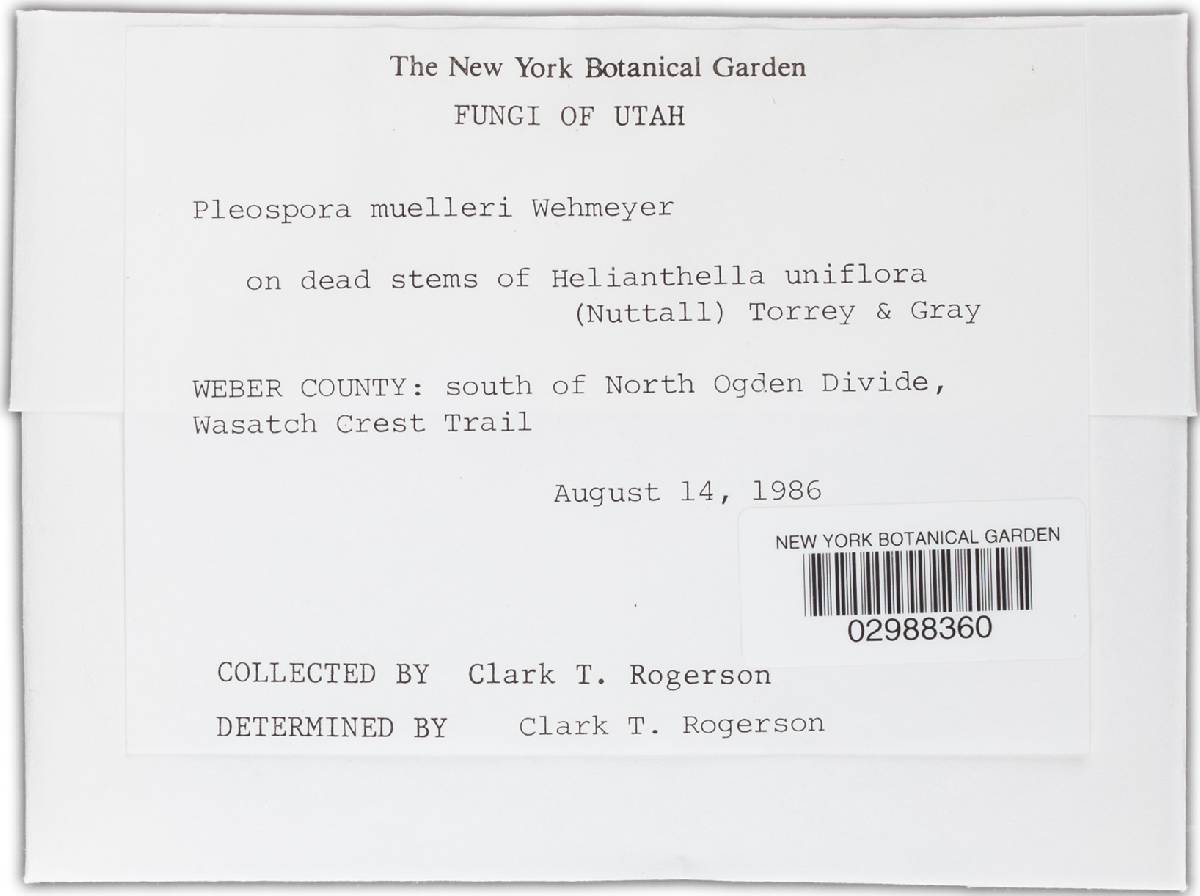 The New York Botanical Garden
FUNGI OF UTAH
Pleospora muelleri Wehmeyer
on dead stems of Helianthella uniflora
(Nuttall) Torrey & Gray
WEBER COUNTY: south of North Ogden Divide,
Wasatch Crest Trail
August 14, 1986
NEW YORK BOTANICAL GARDEN
02988360
COLLECTED BY Clark T. Rogerson
DETERMINED BY Clark T. Rogerson